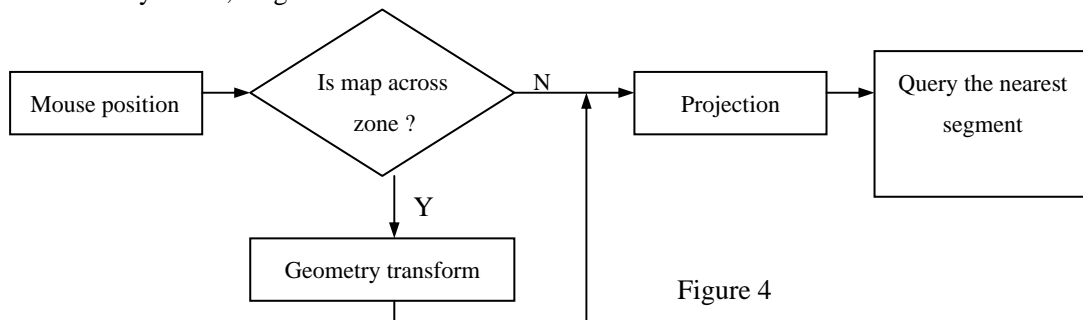 Mouse position
Is map across
zone ?
N
Projection
Query the nearest
segment
Y
Geometry transform
Figure 4